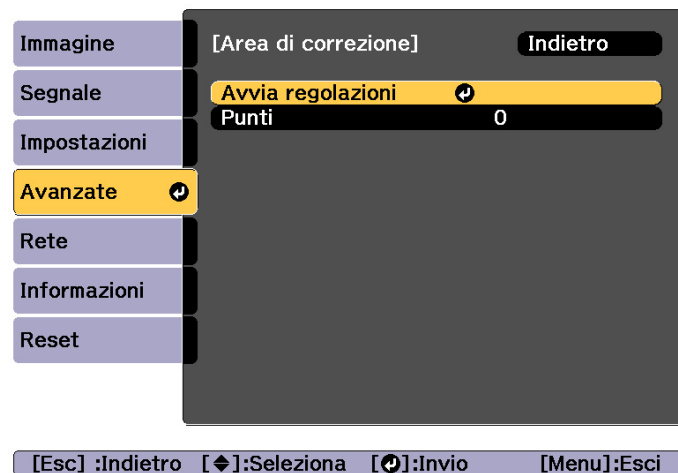 Immagine
Segnale
Impostazioni
Avanzate
Rete
Informazioni
Reset
[Area di correzione] Indietro
Avvia regolazioni
Punti 0
[Esc] :Indietro [◆]:Seleziona [↵]:Invio [Menu]:Esci